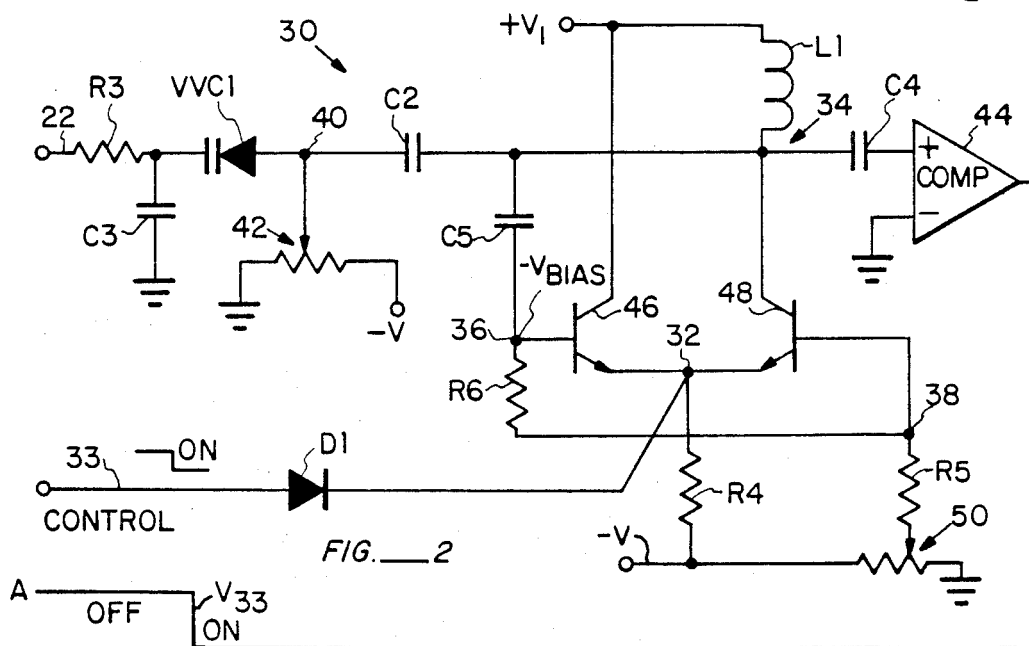 +V1
30
L1
R3
VVC1
C2
C4
34
44
22
40
+
COMP
−
C3
42
C5
-VBIAS
-V
46
48
36
32
R6
38
ON
D1
33
R4
R5
CONTROL
50
FIG. 2
-V
A
OFF
V33
ON